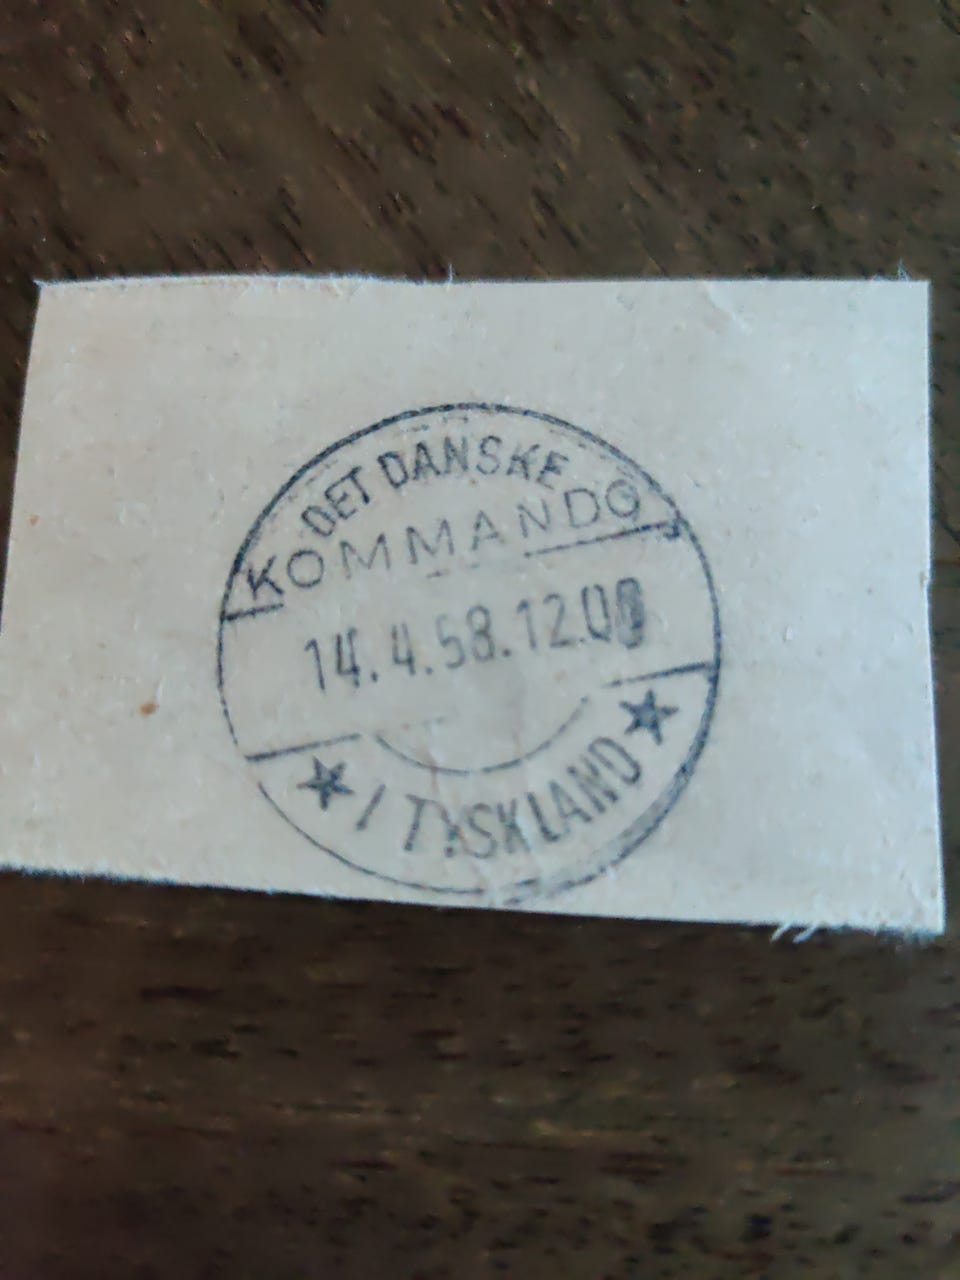 DET DANSKE
KOMMANDO
14.4.58.12.00
I TYSKLAND